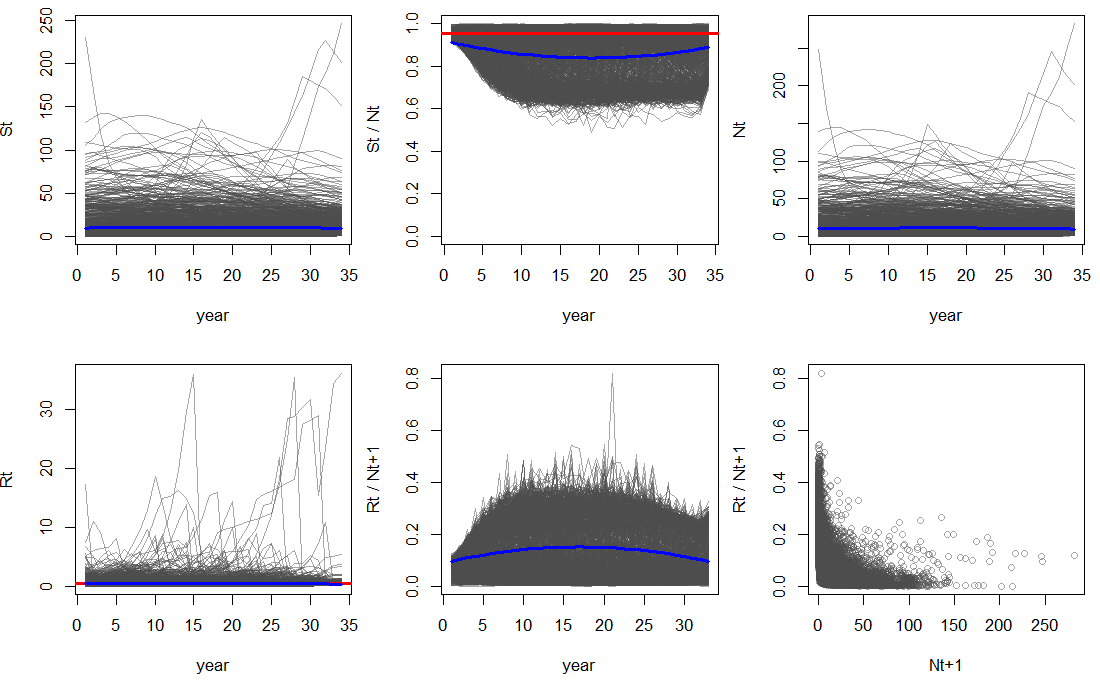 St
0 50 100 150 200 250
0 5 10 15 20 25 30 35
year
St / Nt
0.0 0.2 0.4 0.6 0.8 1.0
0 5 10 15 20 25 30 35
year
Nt
0 50 100 200
0 5 10 15 20 25 30 35
year
Rt
0 10 20 30
0 5 10 15 20 25 30 35
year
Rt / Nt+1
0.0 0.2 0.4 0.6 0.8
0 5 10 15 20 25 30
year
Rt / Nt+1
0.0 0.2 0.4 0.6 0.8
0 50 100 150 200 250
Nt+1